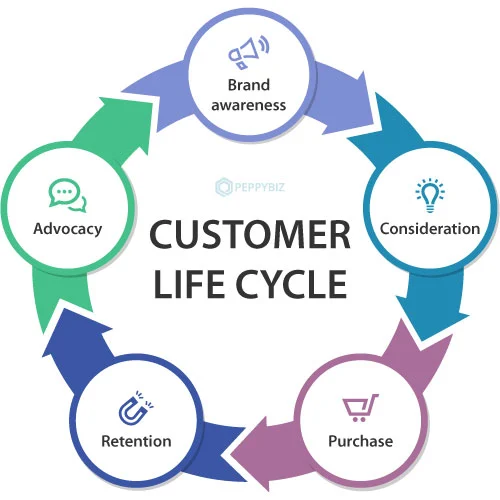 Brand
awareness
PEPPYBIZ
Advocacy
CUSTOMER
LIFE CYCLE
Consideration
Retention
Purchase